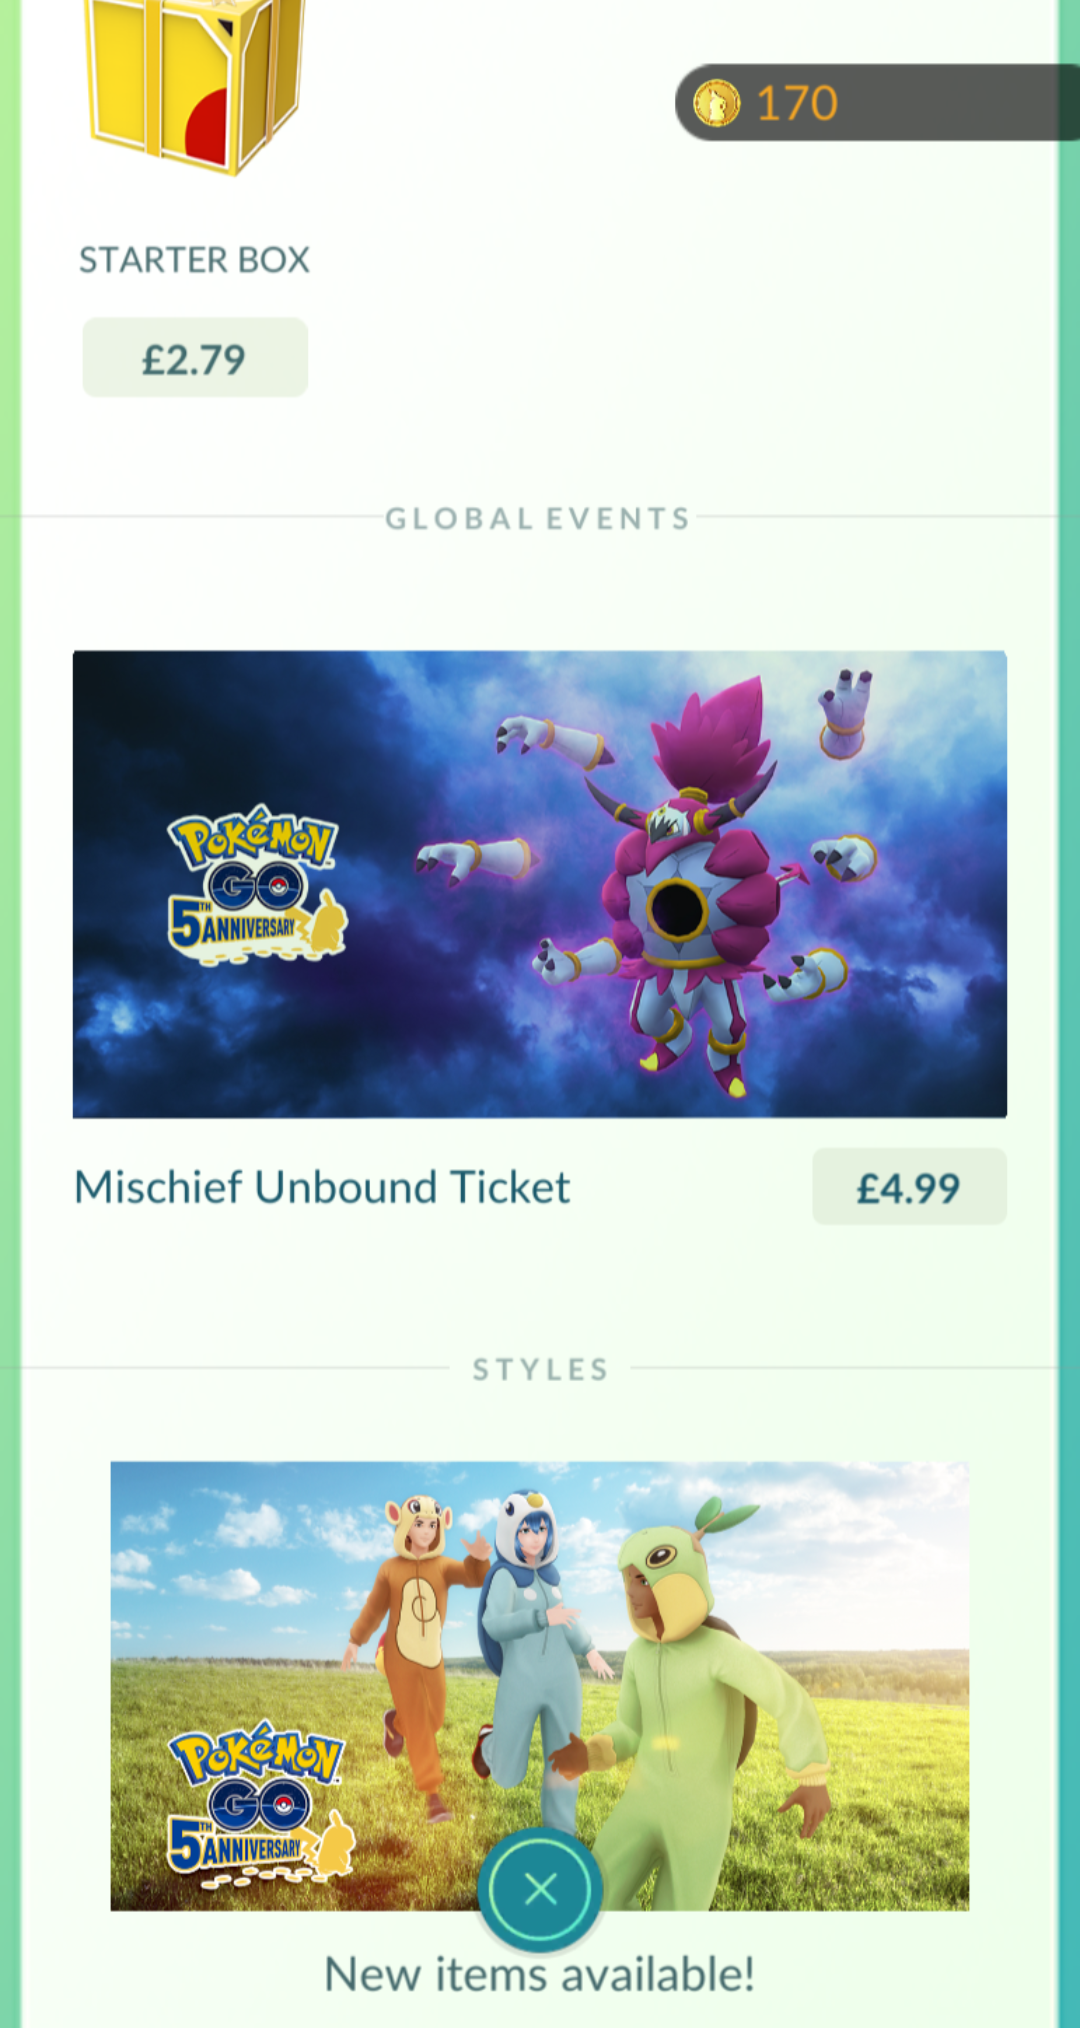 170
STARTER BOX
£2.79
GLOBAL EVENTS
POKéMON
GO
5TH ANNIVERSARY
Mischief Unbound Ticket
£4.99
STYLES
POKéMON
GO
5TH ANNIVERSARY
New items available!